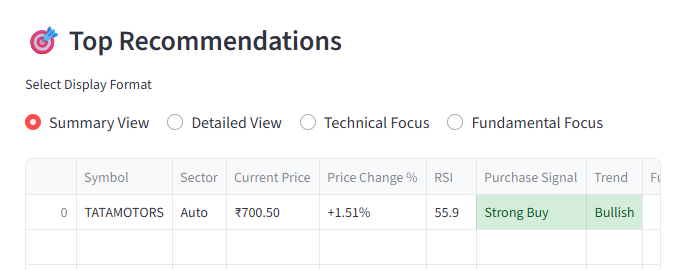 Top Recommendations
Select Display Format
Summary View Detailed View Technical Focus Fundamental Focus
Symbol Sector Current Price Price Change % RSI Purchase Signal Trend
0 TATAMOTORS Auto ₹700.50 +1.51% 55.9 Strong Buy Bullish